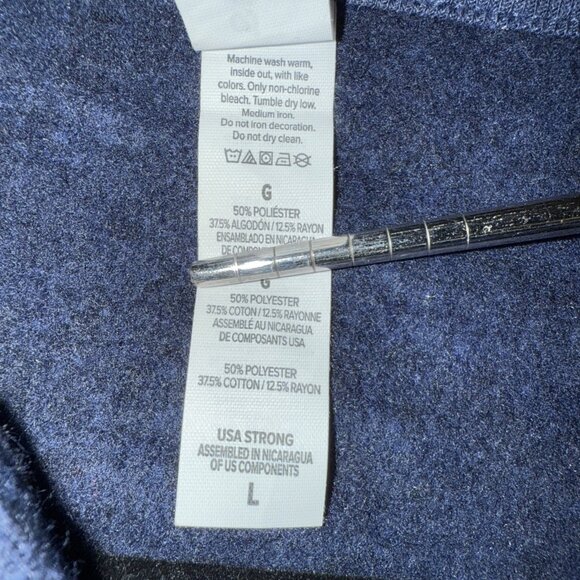 Machine wash warm,
inside out, with like
colors. Only non-chlorine
bleach. Tumble dry low.
Medium iron.
Do not iron decoration.
Do not dry clean.
G
50% POLIÉSTER
37.5% ALGODÓN / 12.5% RAYON
ENSAMBLADO EN NICARAGUA
DE
G
50% POLYESTER
37.5% COTON / 12.5% RAYONNE
ASSEMBLÉ AU NICARAGUA
DE COMPOSANTS USA
50% POLYESTER
37.5% COTTON / 12.5% RAYON
USA STRONG
ASSEMBLED IN NICARAGUA
OF US COMPONENTS
L